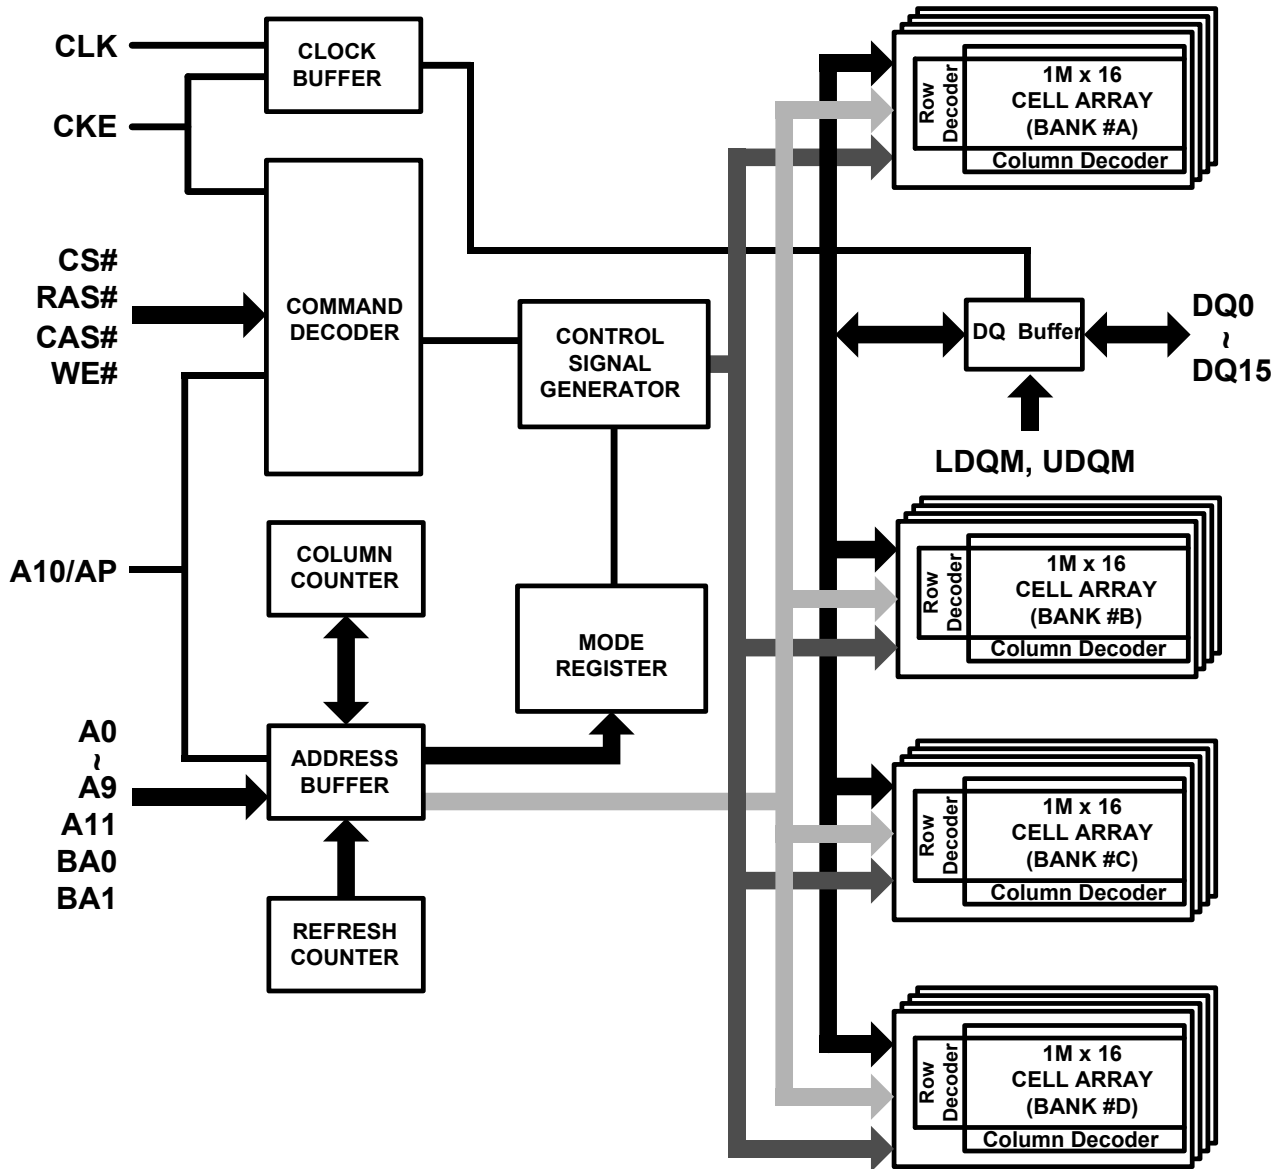 CLK
CKE
CLOCK
BUFFER
CS#
RAS#
CAS#
WE#
COMMAND
DECODER
CONTROL
SIGNAL
GENERATOR
A10/AP
COLUMN
COUNTER
MODE
REGISTER
A0
~
A9
A11
BA0
BA1
ADDRESS
BUFFER
REFRESH
COUNTER
Row
Decoder
1M x 16
CELL ARRAY
(BANK #A)
Column Decoder
DQ Buffer
DQ0
~
DQ15
LDQM, UDQM
Row
Decoder
1M x 16
CELL ARRAY
(BANK #B)
Column Decoder
Row
Decoder
1M x 16
CELL ARRAY
(BANK #C)
Column Decoder
Row
Decoder
1M x 16
CELL ARRAY
(BANK #D)
Column Decoder